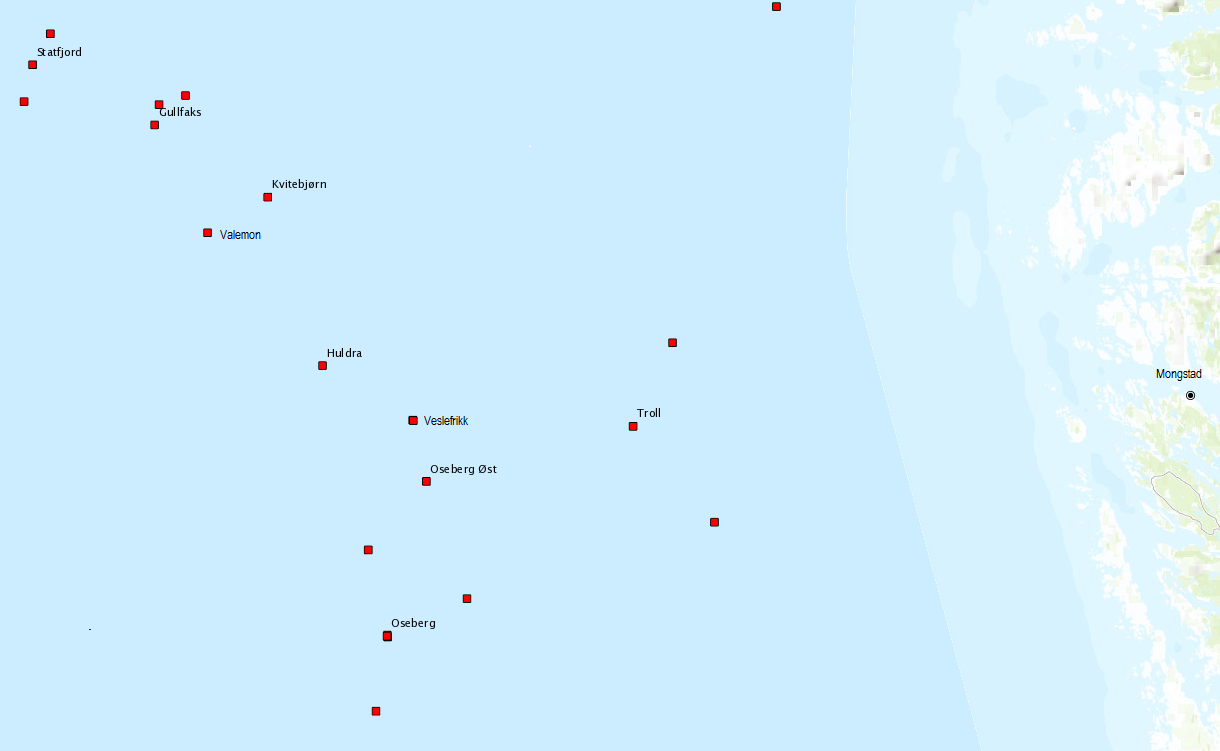 Statfjord
Gullfaks
Kvitebjørn
Valemon
Huldra
Mongstad
Troll
Veslefrikk
Oseberg Øst
Oseberg